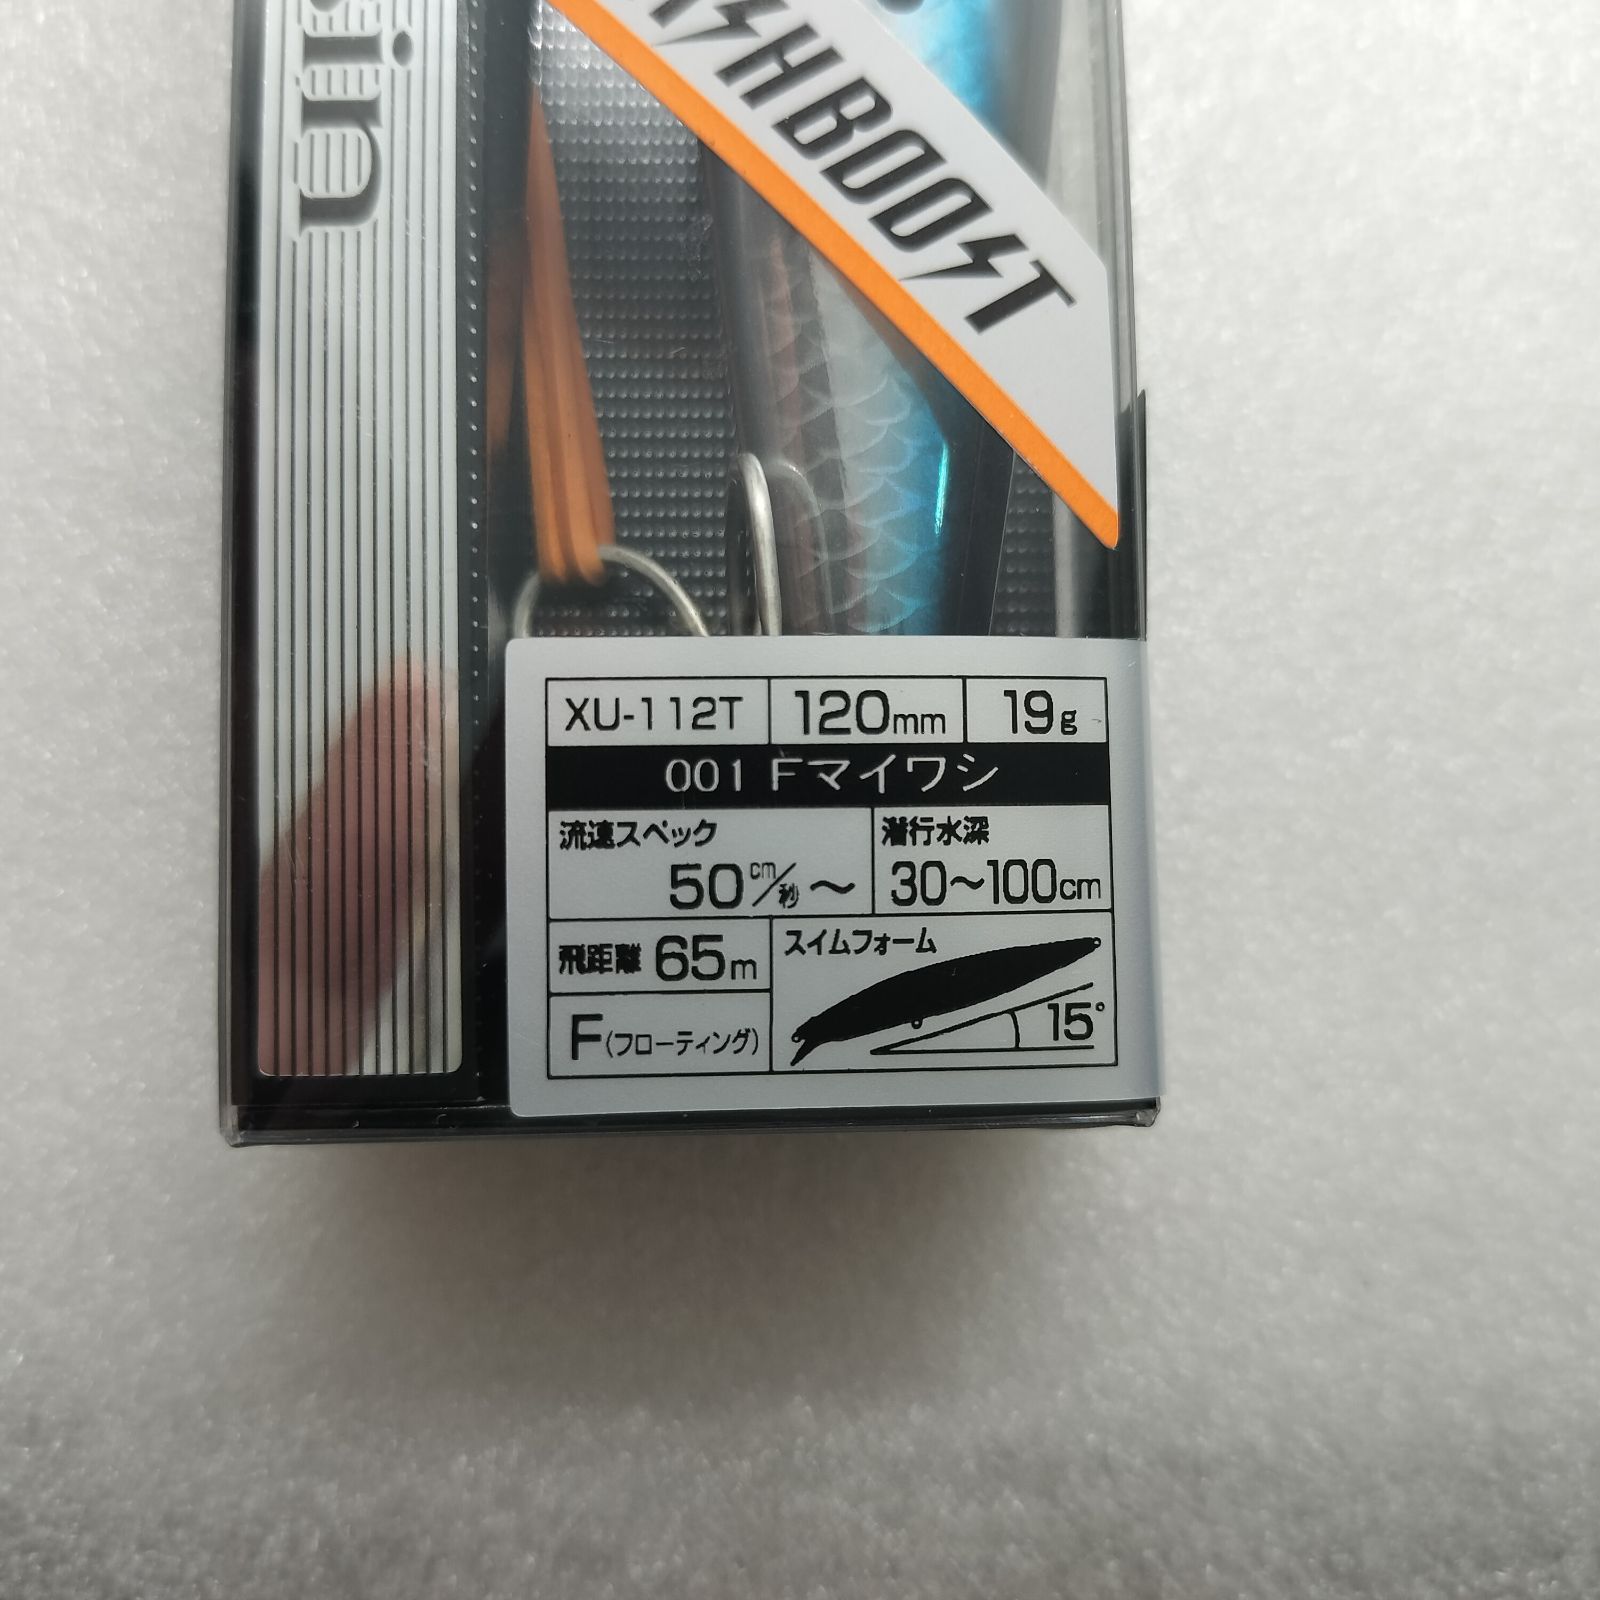 XU-112T 120mm 19g
001 Fマイワシ
流速スペック 潜行水深
50cm/秒～ 30～100cm
飛距離 65m スイムフォーム
F(フローティング) 15°